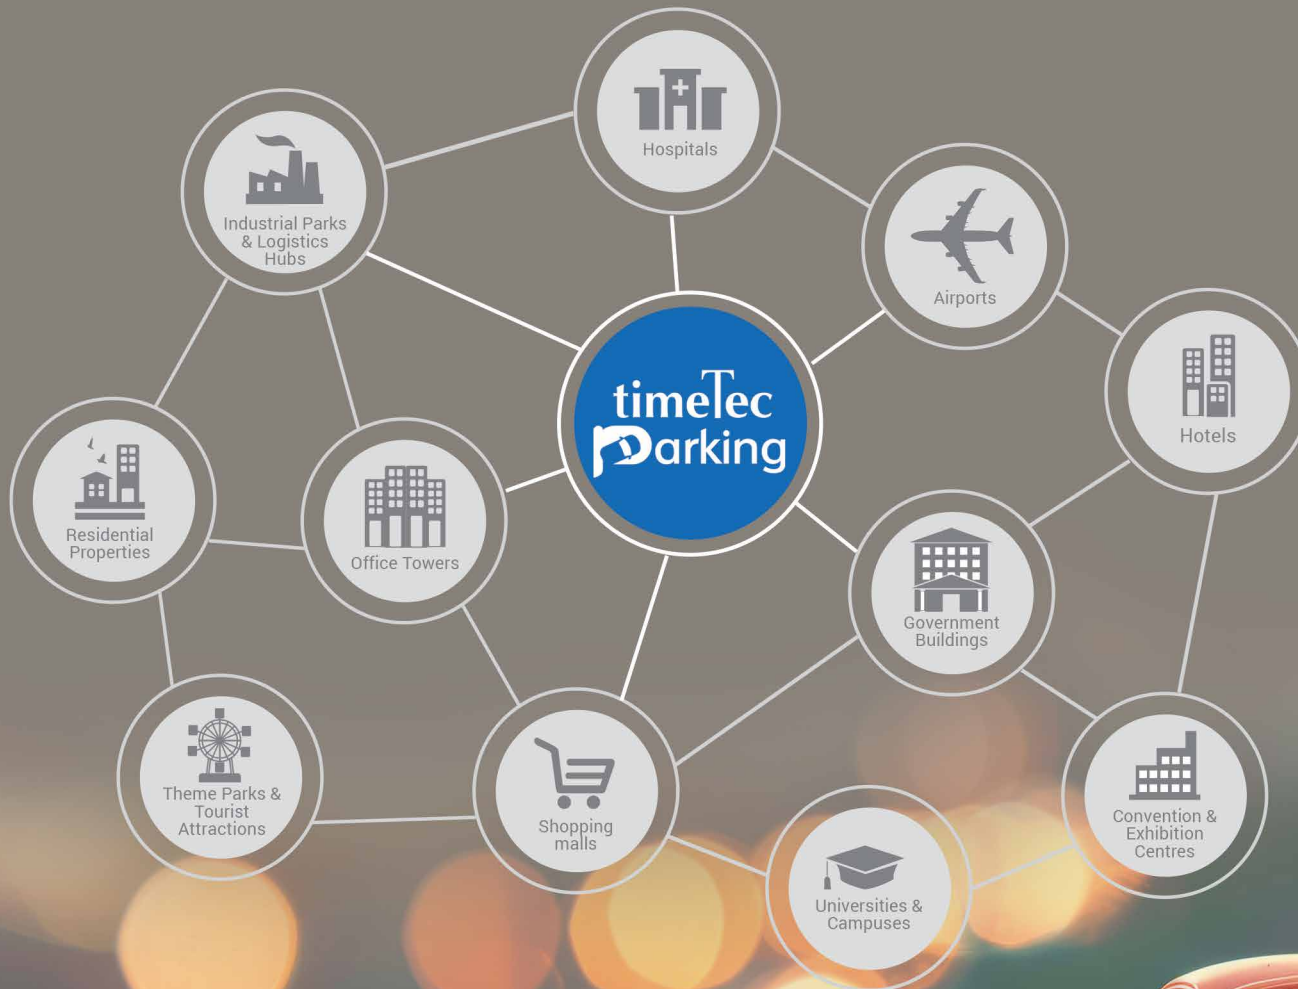 Hospitals
Industrial Parks
& Logistics
Hubs
Airports
timeTec
Parking
Hotels
Residential
Properties
Office Towers
Government
Buildings
Theme Parks &
Tourist
Attractions
Shopping
malls
Convention &
Exhibition
Centres
Universities &
Campuses